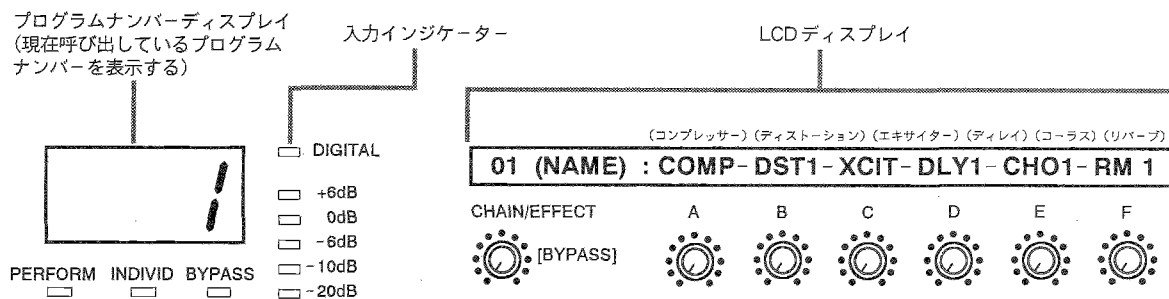 プログラムナンバーディスプレイ
(現在呼び出しているプログラム
ナンバーを表示する)
入力インジケーター
LCDディスプレイ
1
PERFORM INDIVID BYPASS
DIGITAL
+6dB
0dB
-6dB
-10dB
-20dB
(コンプレッサー) (ディストーション) (エキサイター) (ディレイ) (コーラス) (リバーブ)
01 (NAME) : COMP-DST1-XCIT-DLY1-CHO1-RM 1
CHAIN/EFFECT A B C D E F
[BYPASS]